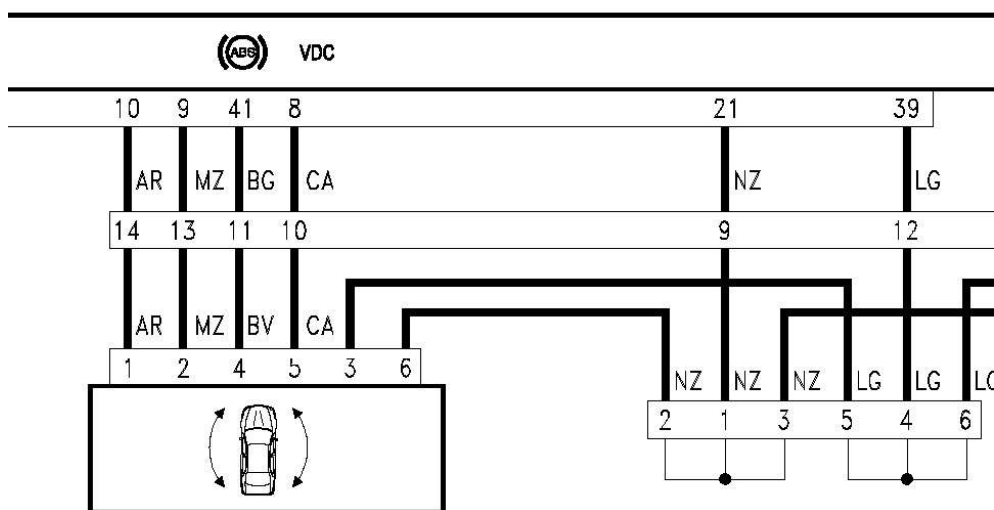 ABS VDC
10 9 41 8 21 39
AR MZ BG CA NZ LG
14 13 11 10 9 12
AR MZ BV CA
1 2 4 5 3 6
NZ NZ NZ LG LG
2 1 3 5 4 6